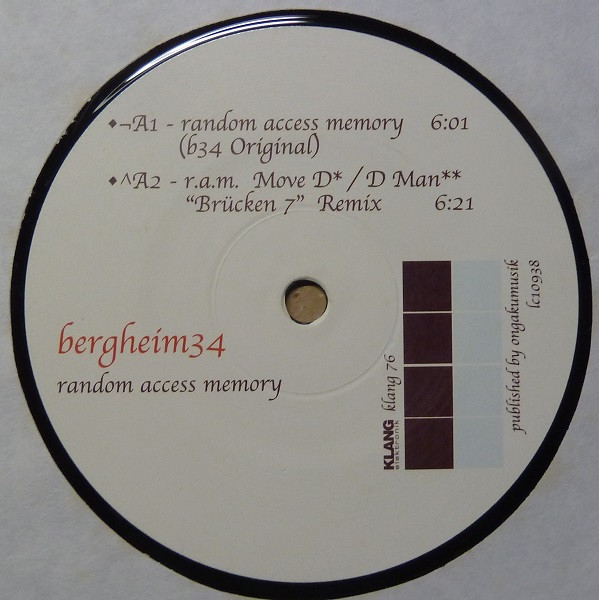 ◆¬A1 - random access memory 6:01
(b34 Original)
◆^A2 - r.a.m. Move D* / D Man**
“Brücken 7” Remix 6:21
bergheim34
random access memory
KLANG
elektronik
klang 76
published by ongakumusik
lc10938